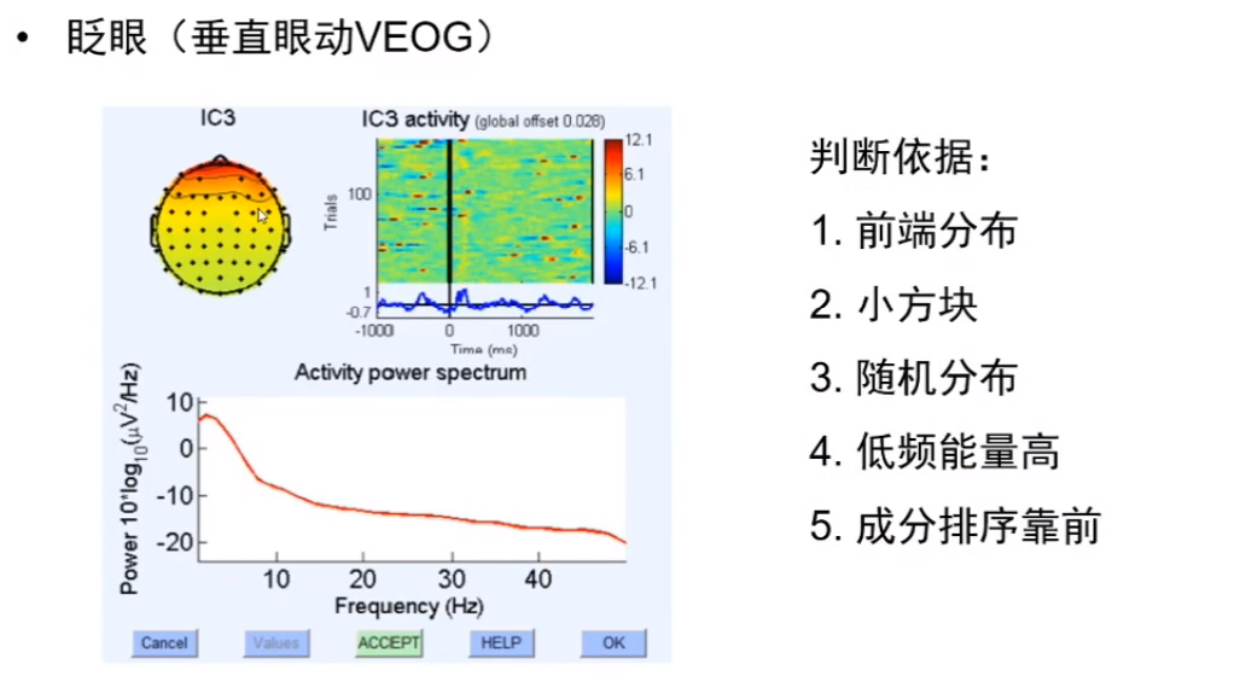 • 眨眼（垂直眼动VEOG）
IC3
IC3 activity (global offset 0.028)
Trials
100
12.1
6.1
0
-6.1
-12.1
1
-0.7
-1000 0 1000
Time (ms)
Activity power spectrum
Power 10*log10(μV2/Hz)
10
0
-10
-20
10 20 30 40
Frequency (Hz)
Cancel Values ACCEPT HELP OK
判断依据：
1. 前端分布
2. 小方块
3. 随机分布
4. 低频能量高
5. 成分排序靠前